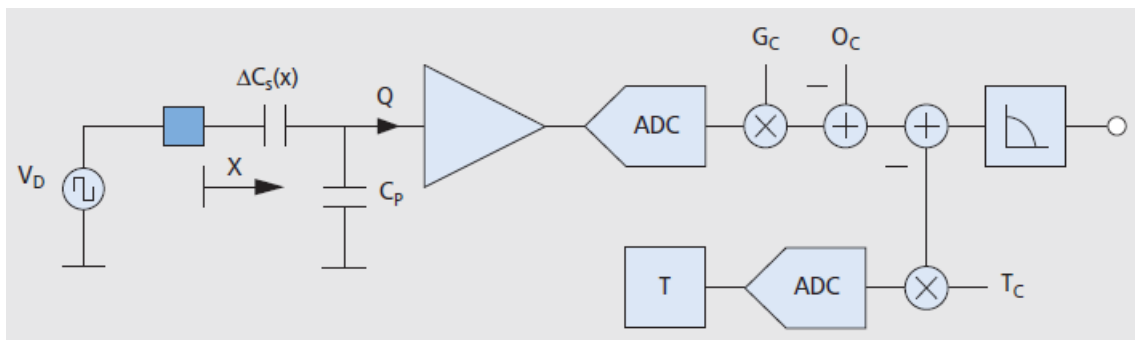 G_C
O_C
ΔC_s(x)
Q
−
ADC
V_D
X
C_P
−
T
ADC
T_C